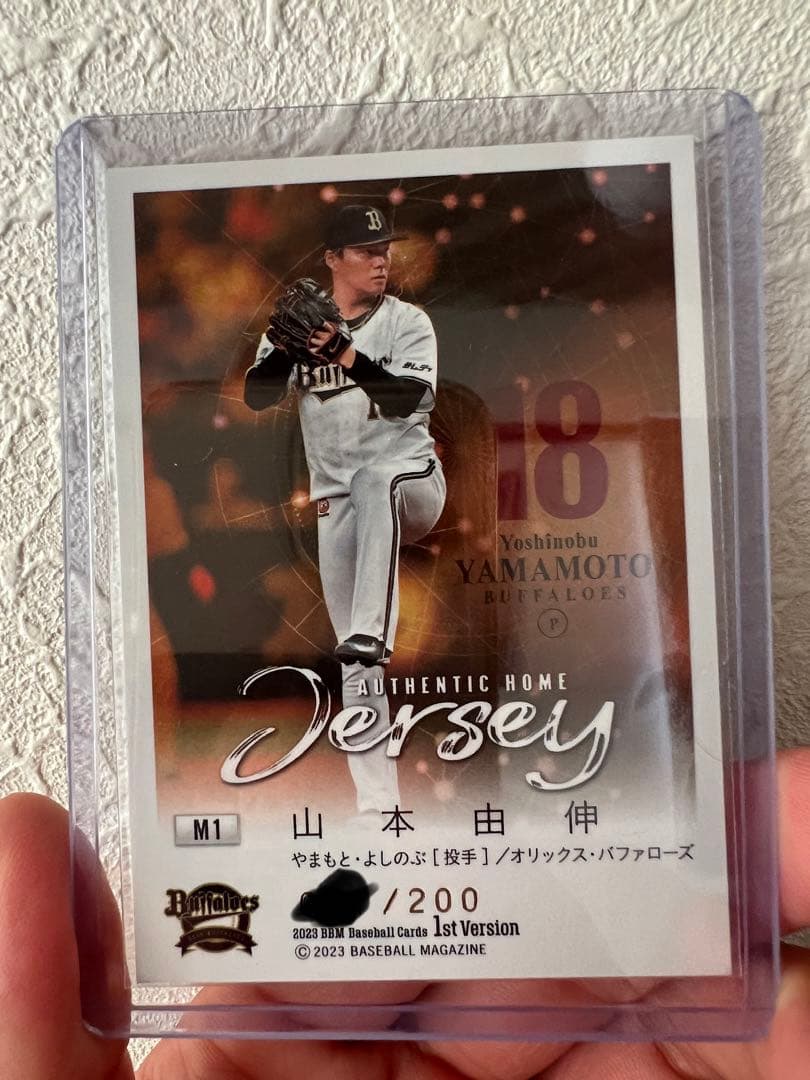 B
Buff
18
Yoshinobu
YAMAMOTO
BUFFALOES
P
AUTHENTIC HOME
Jersey
M1
山本由伸
やまもと・よしのぶ［投手］／オリックス・バファローズ
Buffaloes
/200
2023 BBM Baseball Cards 1st Version
© 2023 BASEBALL MAGAZINE